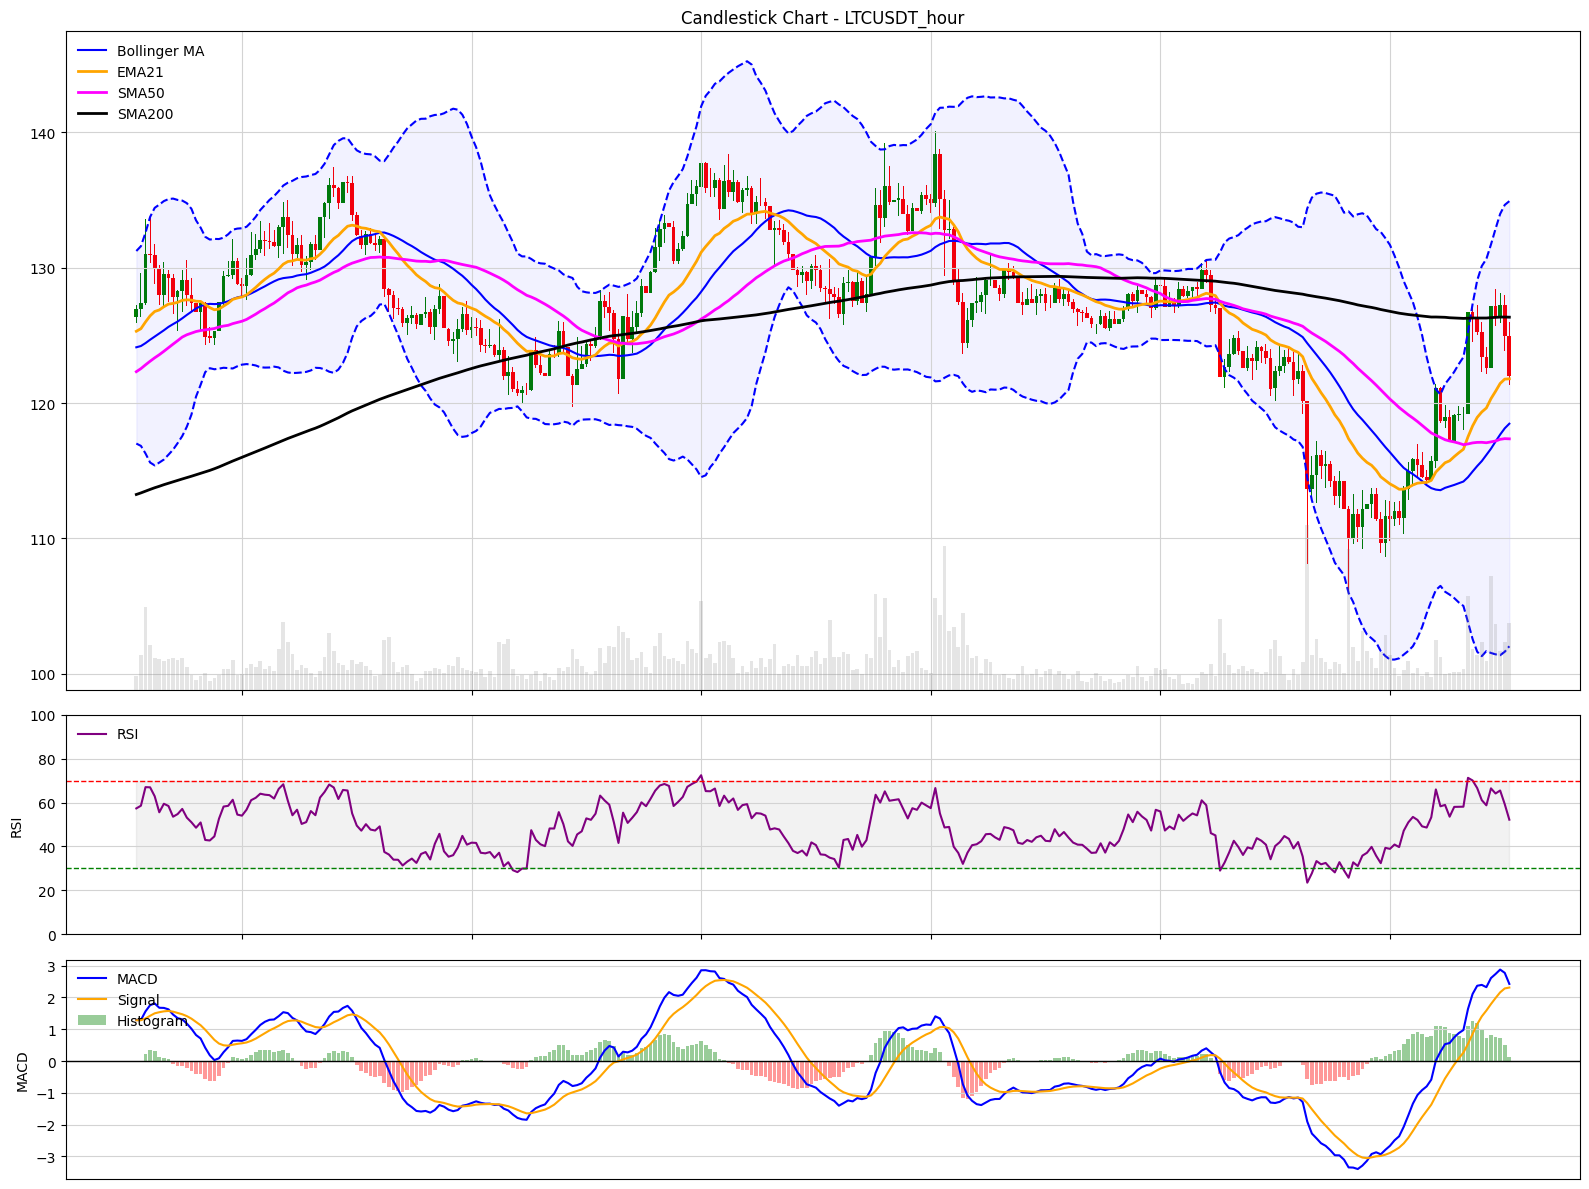 Candlestick Chart - LTCUSDT_hour
Bollinger MA
EMA21
SMA50
SMA200
140
130
120
110
100
RSI
100
80
60
40
20
0
RSI
MACD
Signal
Histogram
3
2
1
0
−1
−2
−3
MACD